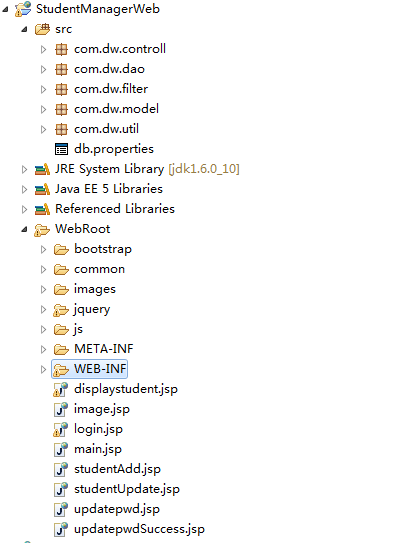 StudentManagerWeb
src
com.dw.controll
com.dw.dao
com.dw.filter
com.dw.model
com.dw.util
db.properties
JRE System Library [jdk1.6.0_10]
Java EE 5 Libraries
Referenced Libraries
WebRoot
bootstrap
common
images
jquery
js
META-INF
WEB-INF
displaystudent.jsp
image.jsp
login.jsp
main.jsp
studentAdd.jsp
studentUpdate.jsp
updatepwd.jsp
updatepwdSuccess.jsp